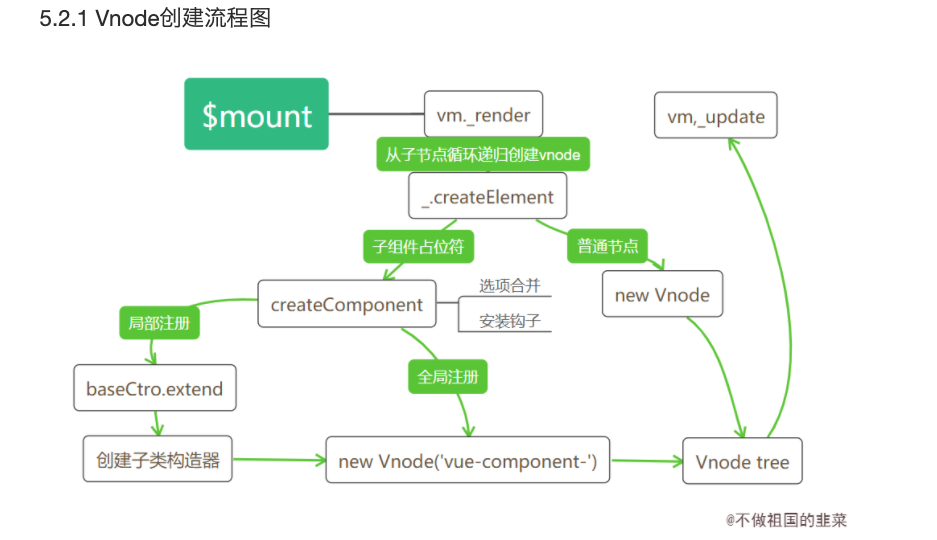 5.2.1 Vnode创建流程图
$mount
vm._render
vm,_update
从子节点循环递归创建vnode
_.createElement
子组件占位符
普通节点
createComponent
选项合并
安装钩子
new Vnode
局部注册
全局注册
baseCtro.extend
创建子类构造器
new Vnode('vue-component-')
Vnode tree
@不做祖国的韭菜